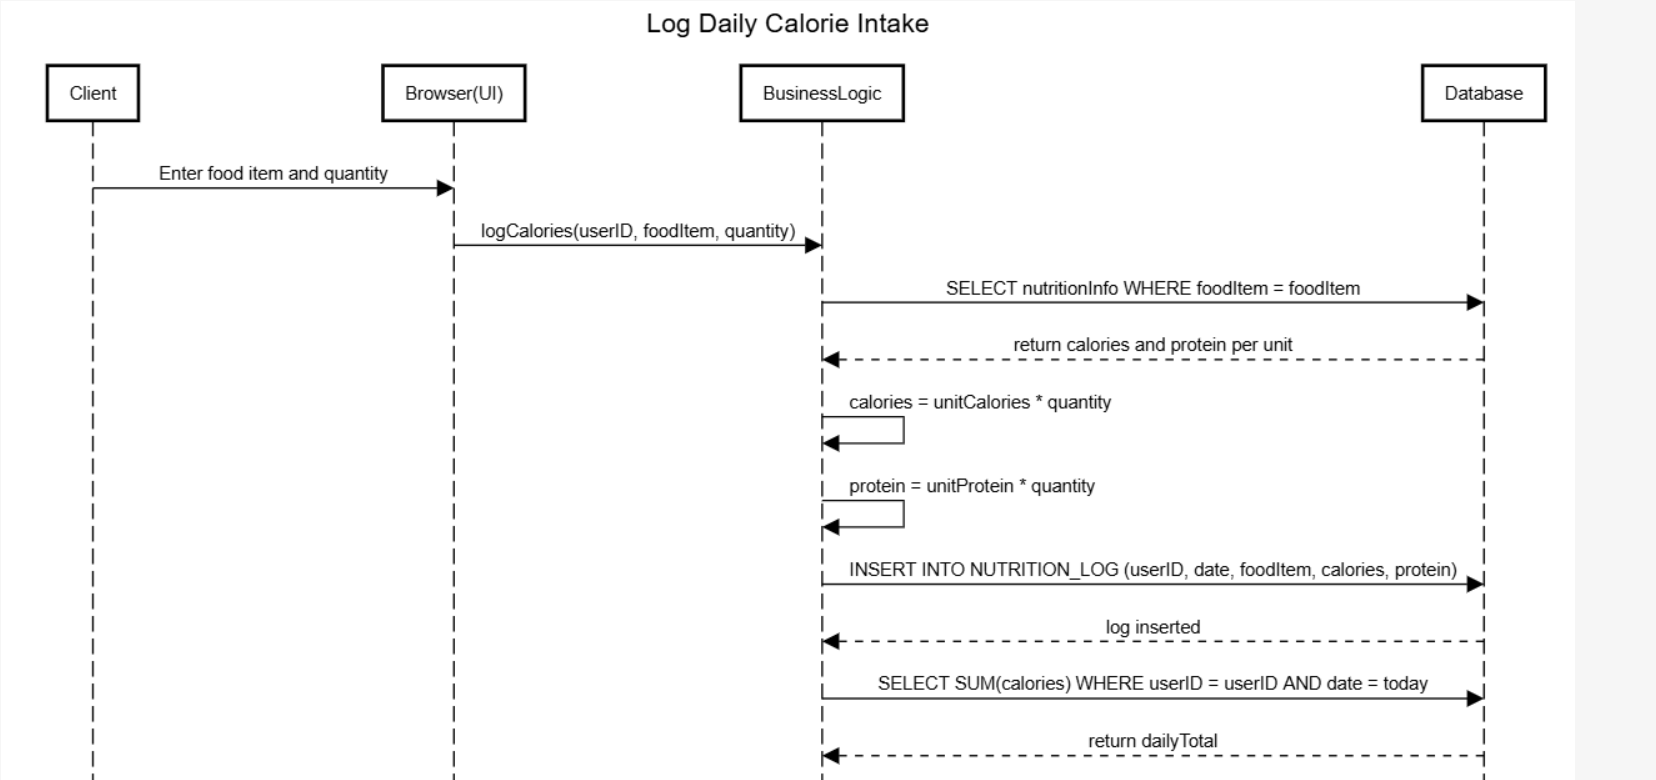 Log Daily Calorie Intake
Client
Browser(UI)
BusinessLogic
Database
Enter food item and quantity
logCalories(userID, foodItem, quantity)
SELECT nutritionInfo WHERE foodItem = foodItem
return calories and protein per unit
calories = unitCalories * quantity
protein = unitProtein * quantity
INSERT INTO NUTRITION_LOG (userID, date, foodItem, calories, protein)
log inserted
SELECT SUM(calories) WHERE userID = userID AND date = today
return dailyTotal